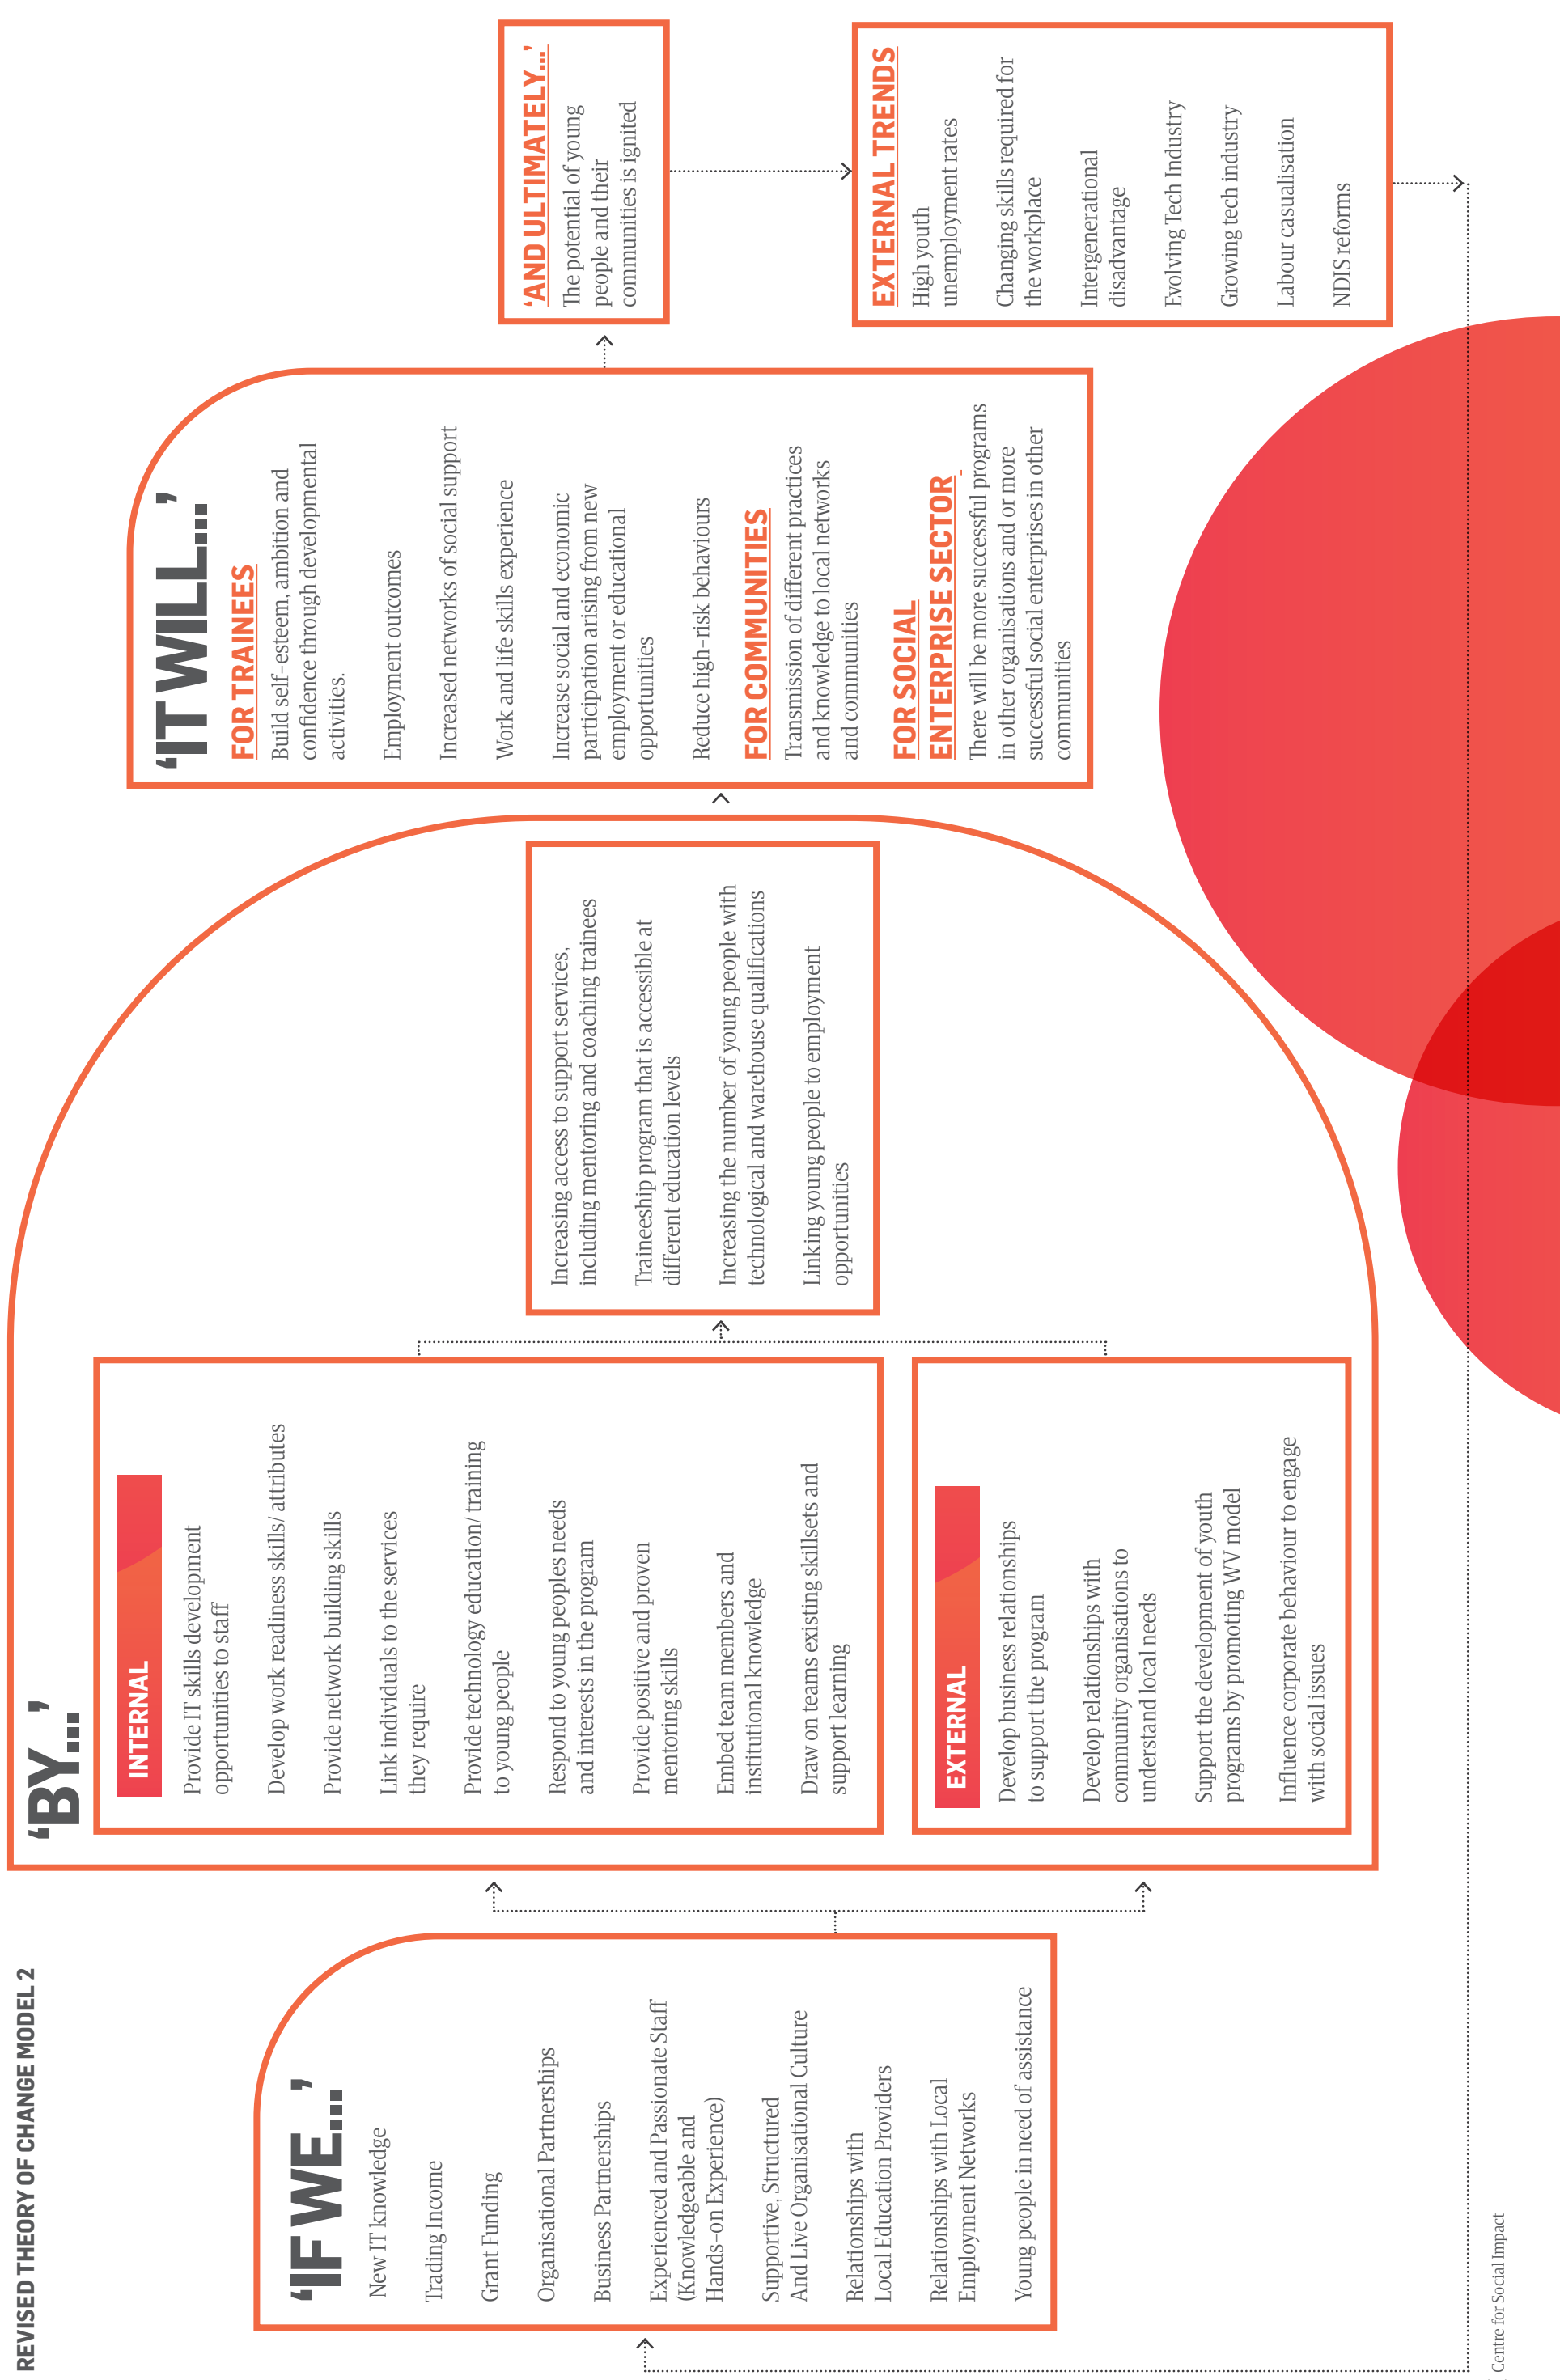 REVISED THEORY OF CHANGE MODEL 2
‘IF WE...’
New IT knowledge
Trading Income
Grant Funding
Organisational Partnerships
Business Partnerships
Experienced and Passionate Staff
(Knowledgeable and
Hands-on Experience)
Supportive, Structured
And Live Organisational Culture
Relationships with
Local Education Providers
Relationships with Local
Employment Networks
Young people in need of assistance
‘BY...’
INTERNAL
Provide IT skills development
opportunities to staff
Develop work readiness skills/ attributes
Provide network building skills
Link individuals to the services
they require
Provide technology education/ training
to young people
Respond to young peoples needs
and interests in the program
Provide positive and proven
mentoring skills
Embed team members and
institutional knowledge
Draw on teams existing skillsets and
support learning
EXTERNAL
Develop business relationships
to support the program
Develop relationships with
community organisations to
understand local needs
Support the development of youth
programs by promoting WV model
Influence corporate behaviour to engage
with social issues
Increasing access to support services,
including mentoring and coaching trainees
Traineeship program that is accessible at
different education levels
Increasing the number of young people with
technological and warehouse qualifications
Linking young people to employment
opportunities
‘IT WILL...’
FOR TRAINEES
Build self-esteem, ambition and
confidence through developmental
activities.
Employment outcomes
Increased networks of social support
Work and life skills experience
Increase social and economic
participation arising from new
employment or educational
opportunities
Reduce high-risk behaviours
FOR COMMUNITIES
Transmission of different practices
and knowledge to local networks
and communities
FOR SOCIAL
ENTERPRISE SECTOR
There will be more successful programs
in other organisations and or more
successful social enterprises in other
communities
‘AND ULTIMATELY...’
The potential of young
people and their
communities is ignited
EXTERNAL TRENDS
High youth
unemployment rates
Changing skills required for
the workplace
Intergenerational
disadvantage
Evolving Tech Industry
Growing tech industry
Labour casualisation
NDIS reforms
Centre for Social Impact